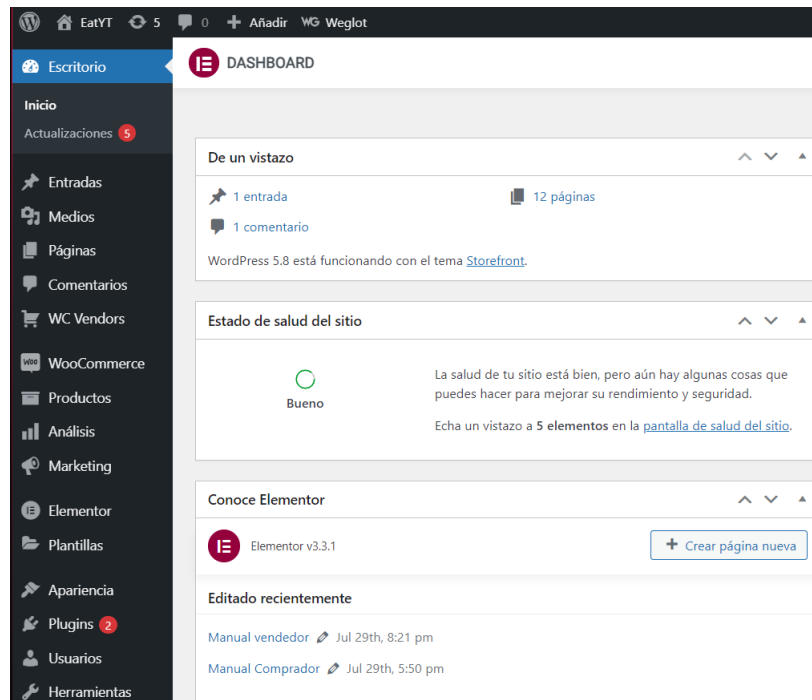 EatYT 5 0 Añadir WG Weglot
Escritorio
DASHBOARD
Inicio
Actualizaciones 5
Entradas
Medios
Páginas
Comentarios
WC Vendors
Woo WooCommerce
Productos
Análisis
Marketing
Elementor
Plantillas
Apariencia
Plugins 2
Usuarios
Herramientas
De un vistazo
1 entrada
12 páginas
1 comentario
WordPress 5.8 está funcionando con el tema Storefront.
Estado de salud del sitio
Bueno
La salud de tu sitio está bien, pero aún hay algunas cosas que
puedes hacer para mejorar su rendimiento y seguridad.
Echa un vistazo a 5 elementos en la pantalla de salud del sitio.
Conoce Elementor
Elementor v3.3.1
+ Crear página nueva
Editado recientemente
Manual vendedor Jul 29th, 8:21 pm
Manual Comprador Jul 29th, 5:50 pm